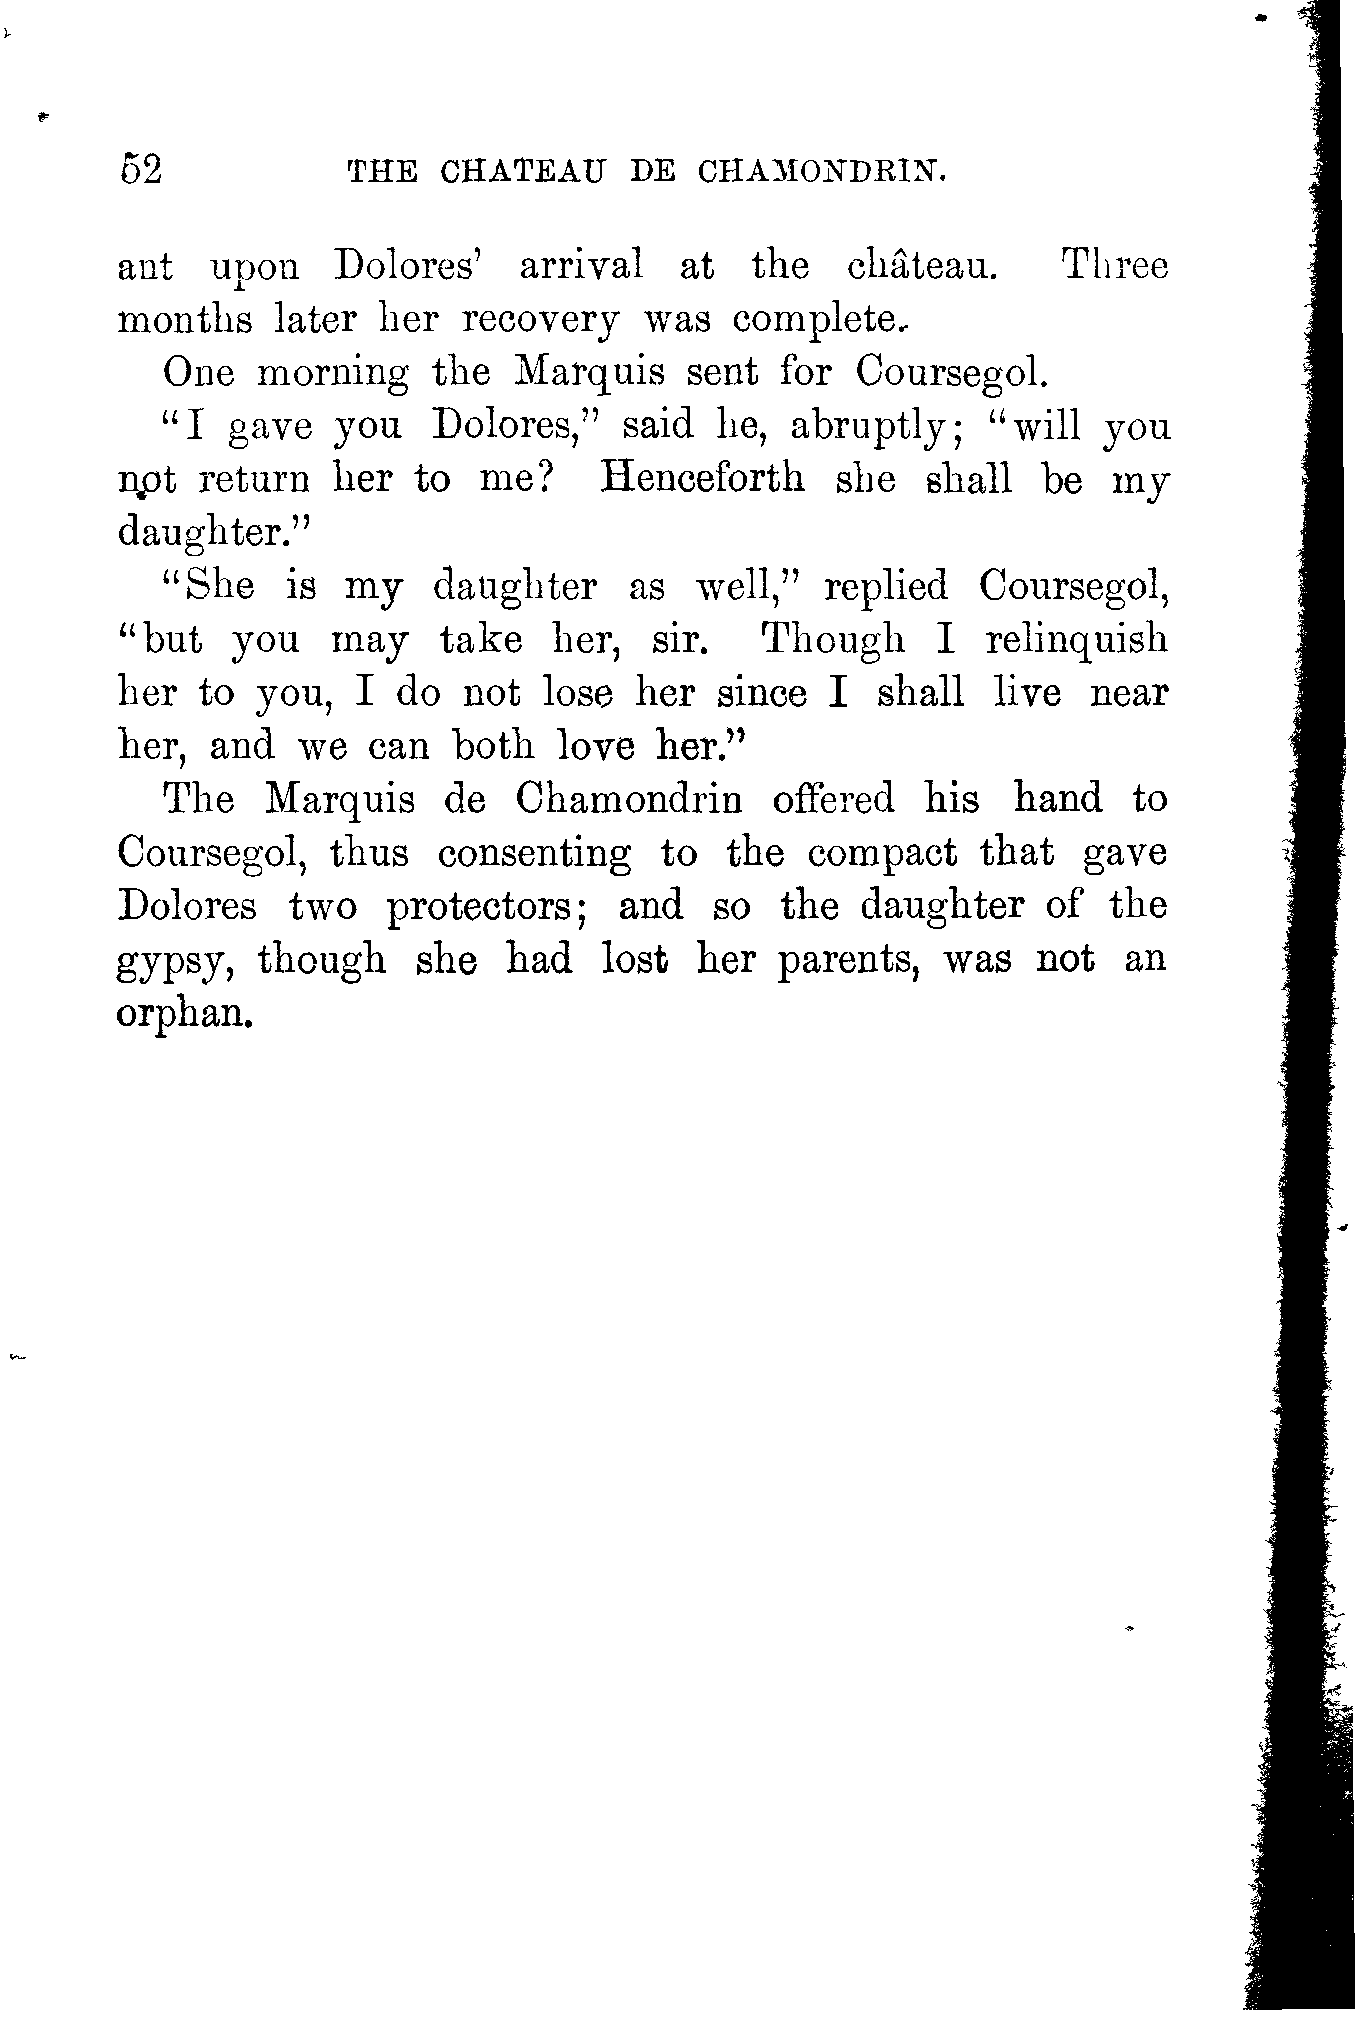 52 THE CHATEAU DE CHAMONDRIN.
ant upon Dolores' arrival at the château. Three
months later her recovery was complete.
One morning the Marquis sent for Coursegol.
"I gave you Dolores," said he, abruptly; "will you
not return her to me? Henceforth she shall be my
daughter."
"She is my daughter as well," replied Coursegol,
"but you may take her, sir. Though I relinquish
her to you, I do not lose her since I shall live near
her, and we can both love her."
The Marquis de Chamondrin offered his hand to
Coursegol, thus consenting to the compact that gave
Dolores two protectors; and so the daughter of the
gypsy, though she had lost her parents, was not an
orphan.